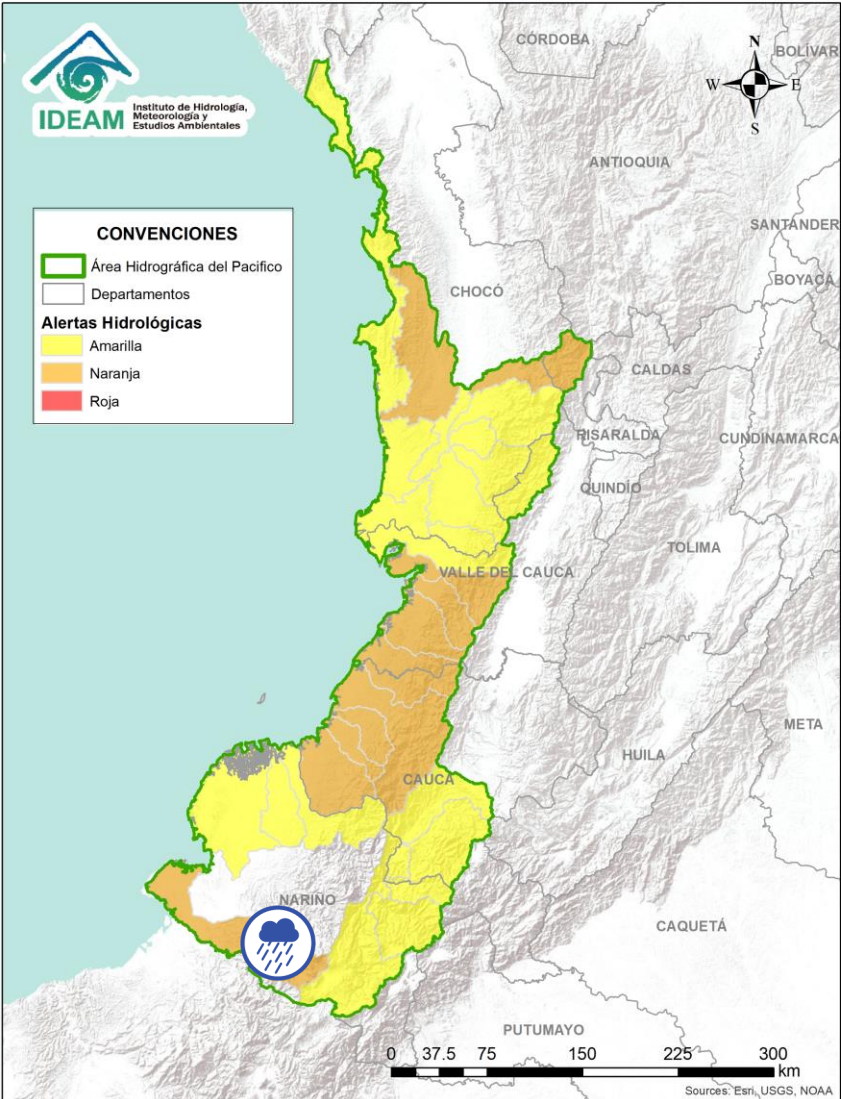 IDEAM
Instituto de Hidrología,
Meteorología y
Estudios Ambientales
N
W
E
S
CONVENCIONES
Área Hidrográfica del Pacifico
Departamentos
Alertas Hidrológicas
Amarilla
Naranja
Roja
CÓRDOBA
BOLÍVAR
ANTIOQUIA
SANTANDER
BOYACÁ
CHOCÓ
CALDAS
RISARALDA
CUNDINAMARCA
QUINDÍO
TOLIMA
VALLE DEL CAUCA
META
HUILA
CAUCA
NARIÑO
CAQUETÁ
PUTUMAYO
0 37.5 75 150 225 300
km
Sources: Esri, USGS, NOAA